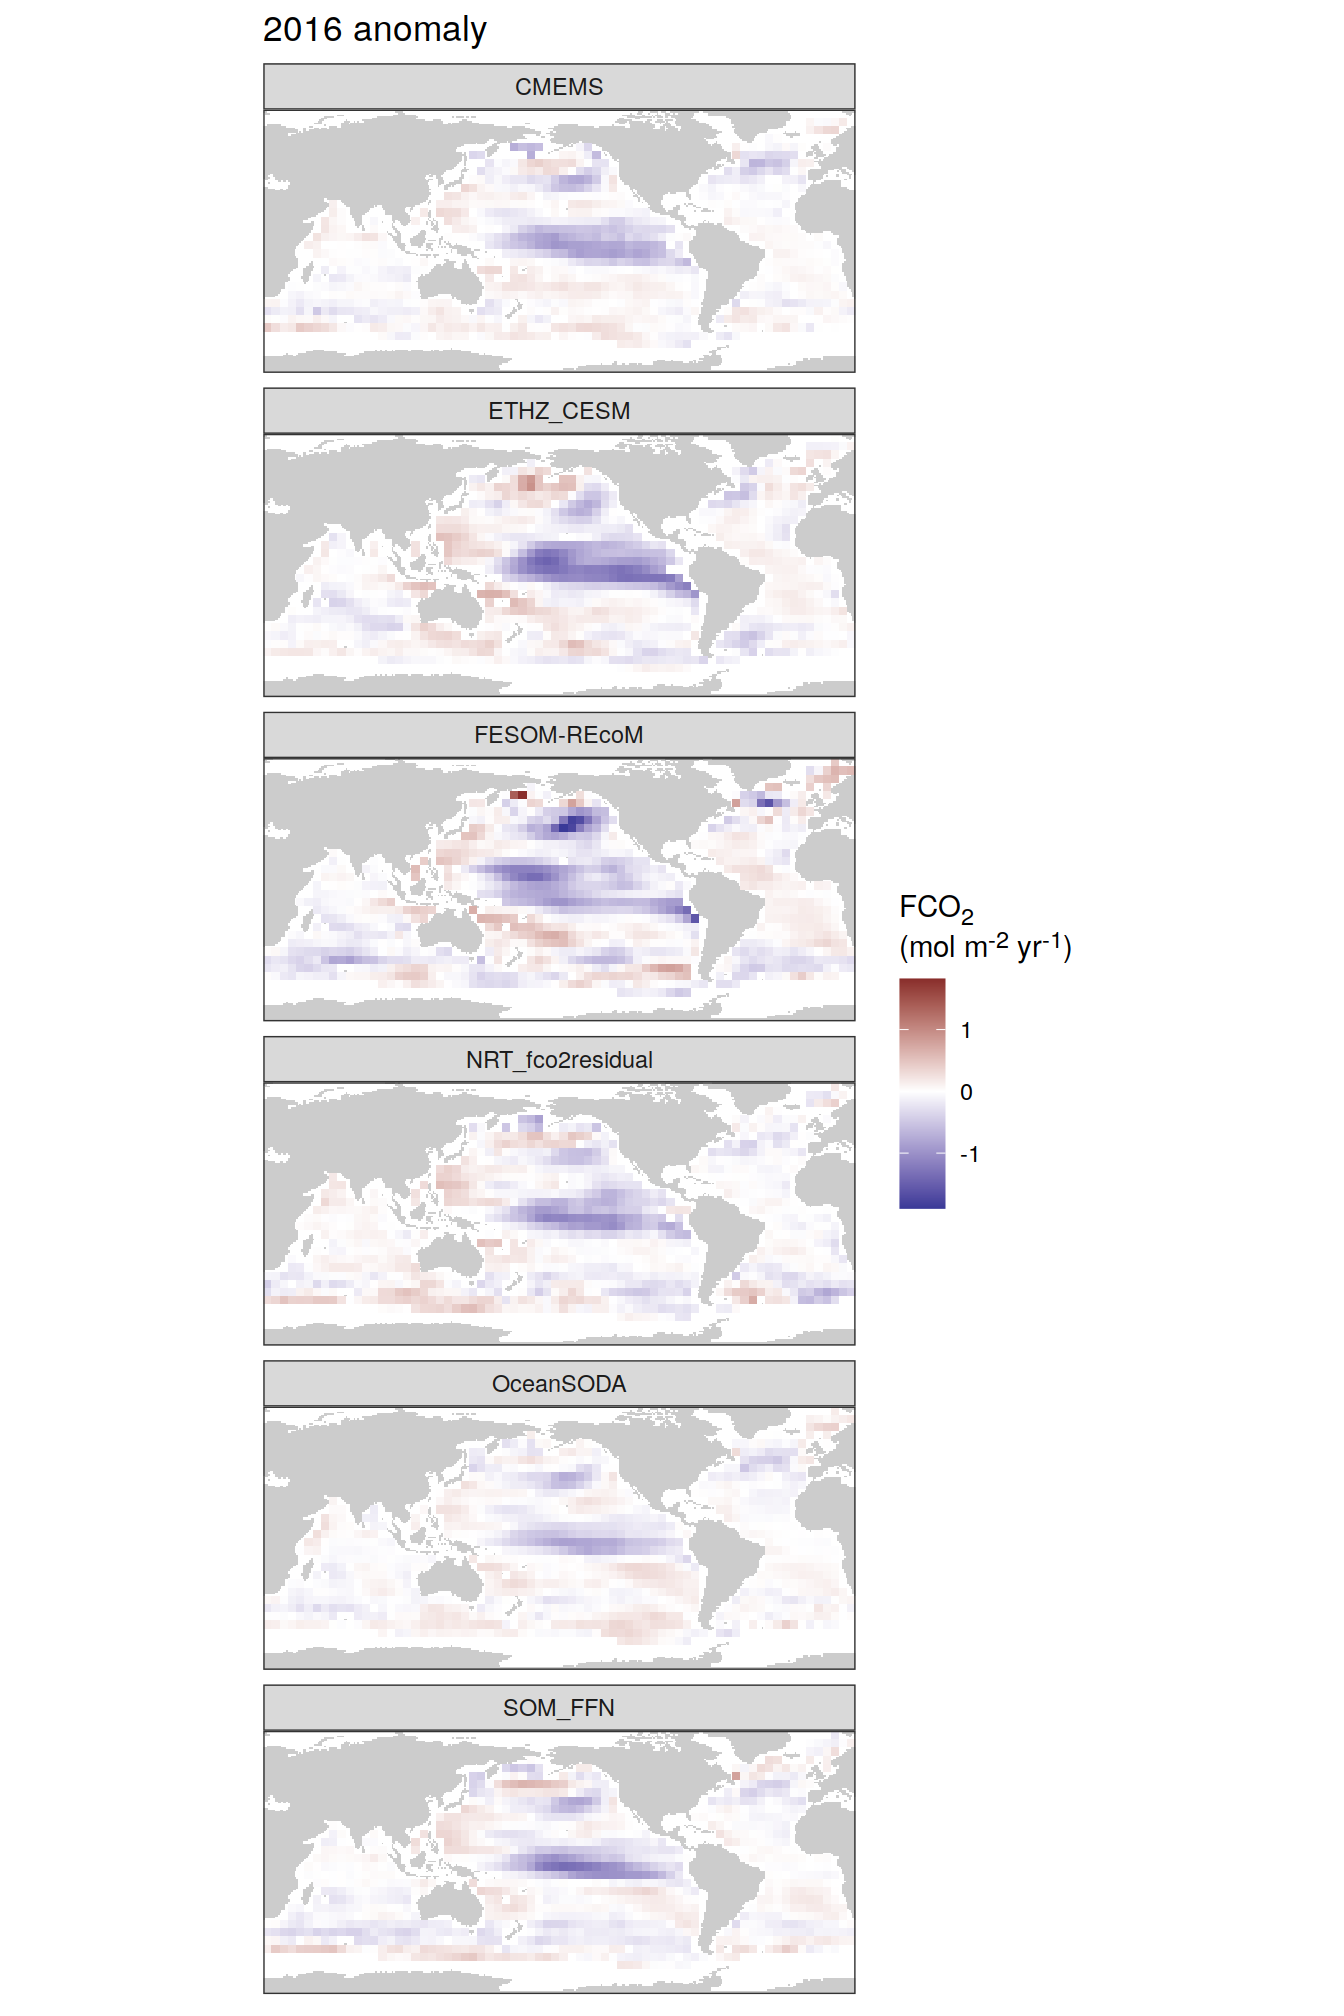 2016 anomaly
CMEMS
ETHZ_CESM
FESOM-REcoM
FCO₂
(mol m⁻² yr⁻¹)
1
0
-1
NRT_fco2residual
OceanSODA
SOM_FFN